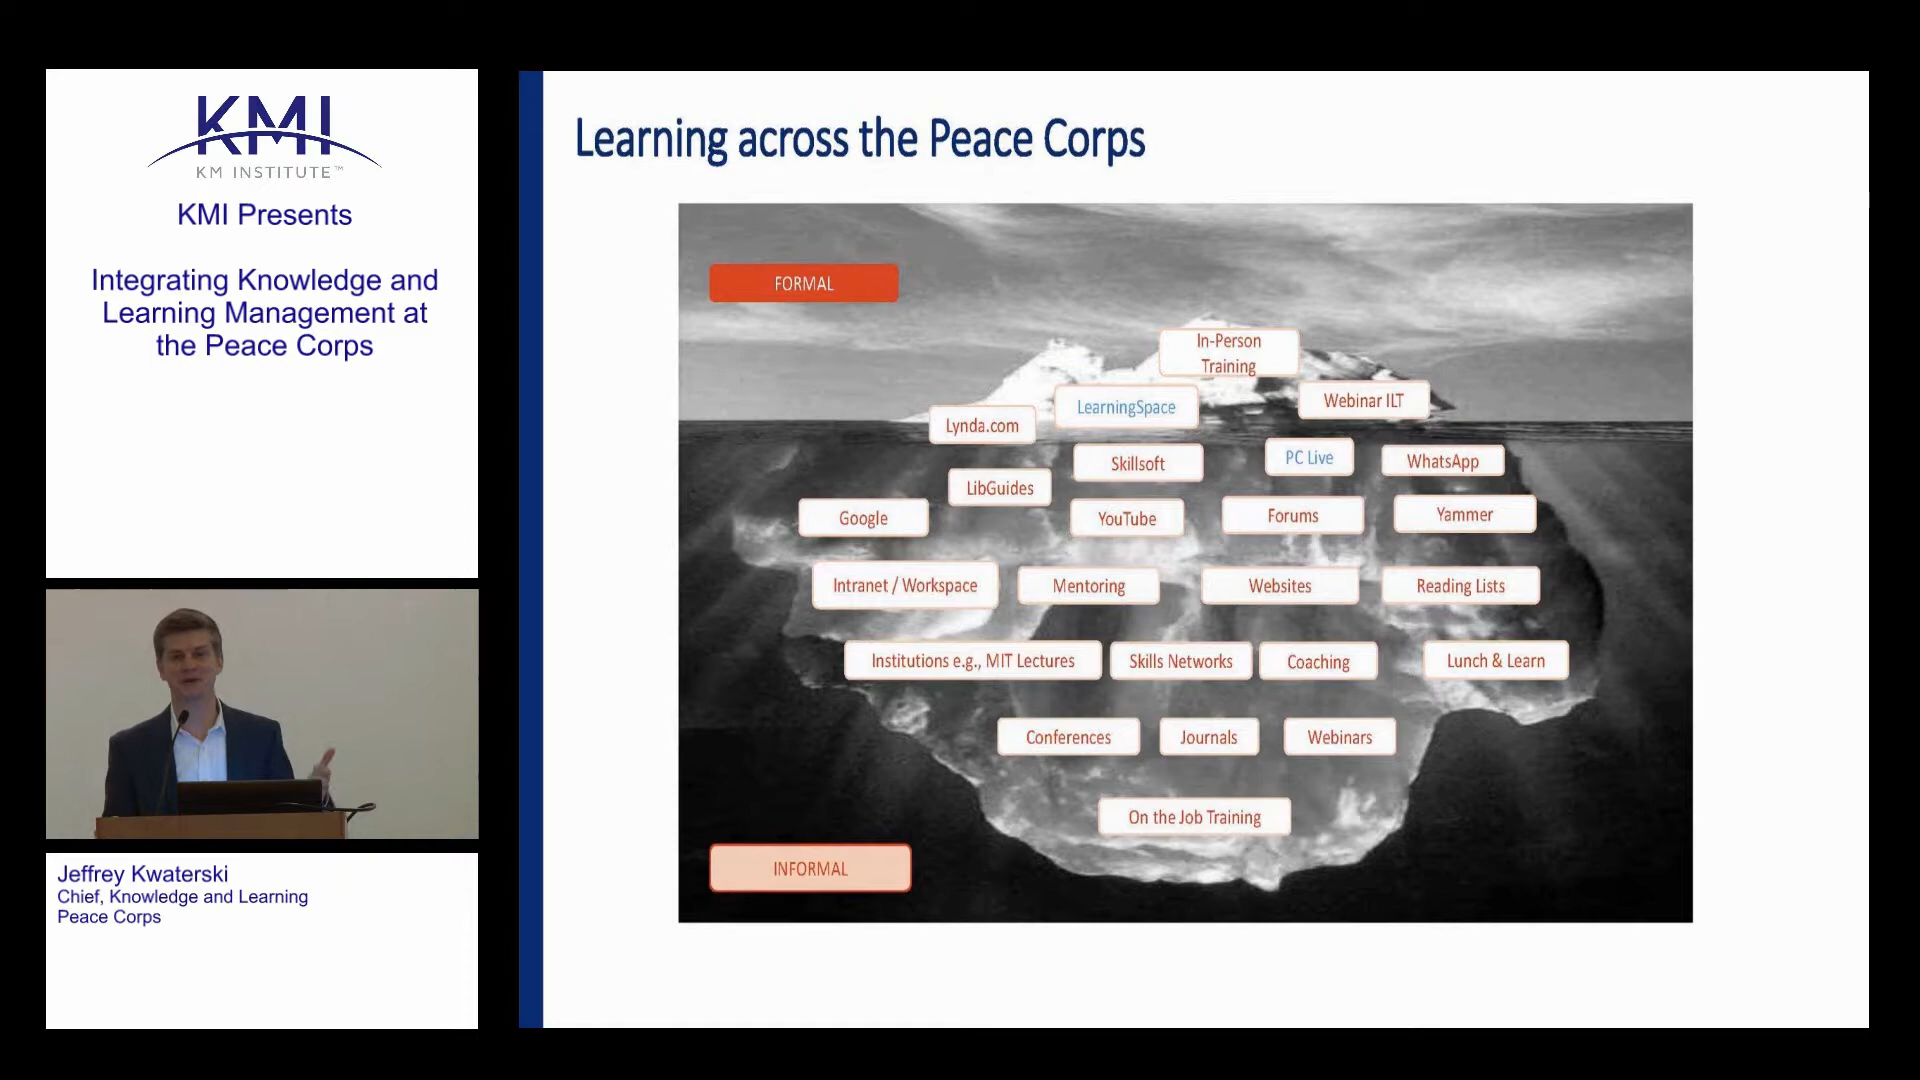 KMI
KM INSTITUTE™
KMI Presents
Integrating Knowledge and
Learning Management at
the Peace Corps
Jeffrey Kwaterski
Chief, Knowledge and Learning
Peace Corps
Learning across the Peace Corps
FORMAL
In-Person
Training
LearningSpace
Webinar ILT
Lynda.com
Skillsoft
PC Live
WhatsApp
LibGuides
Google
YouTube
Forums
Yammer
Intranet / Workspace
Mentoring
Websites
Reading Lists
Institutions e.g., MIT Lectures
Skills Networks
Coaching
Lunch & Learn
Conferences
Journals
Webinars
On the Job Training
INFORMAL